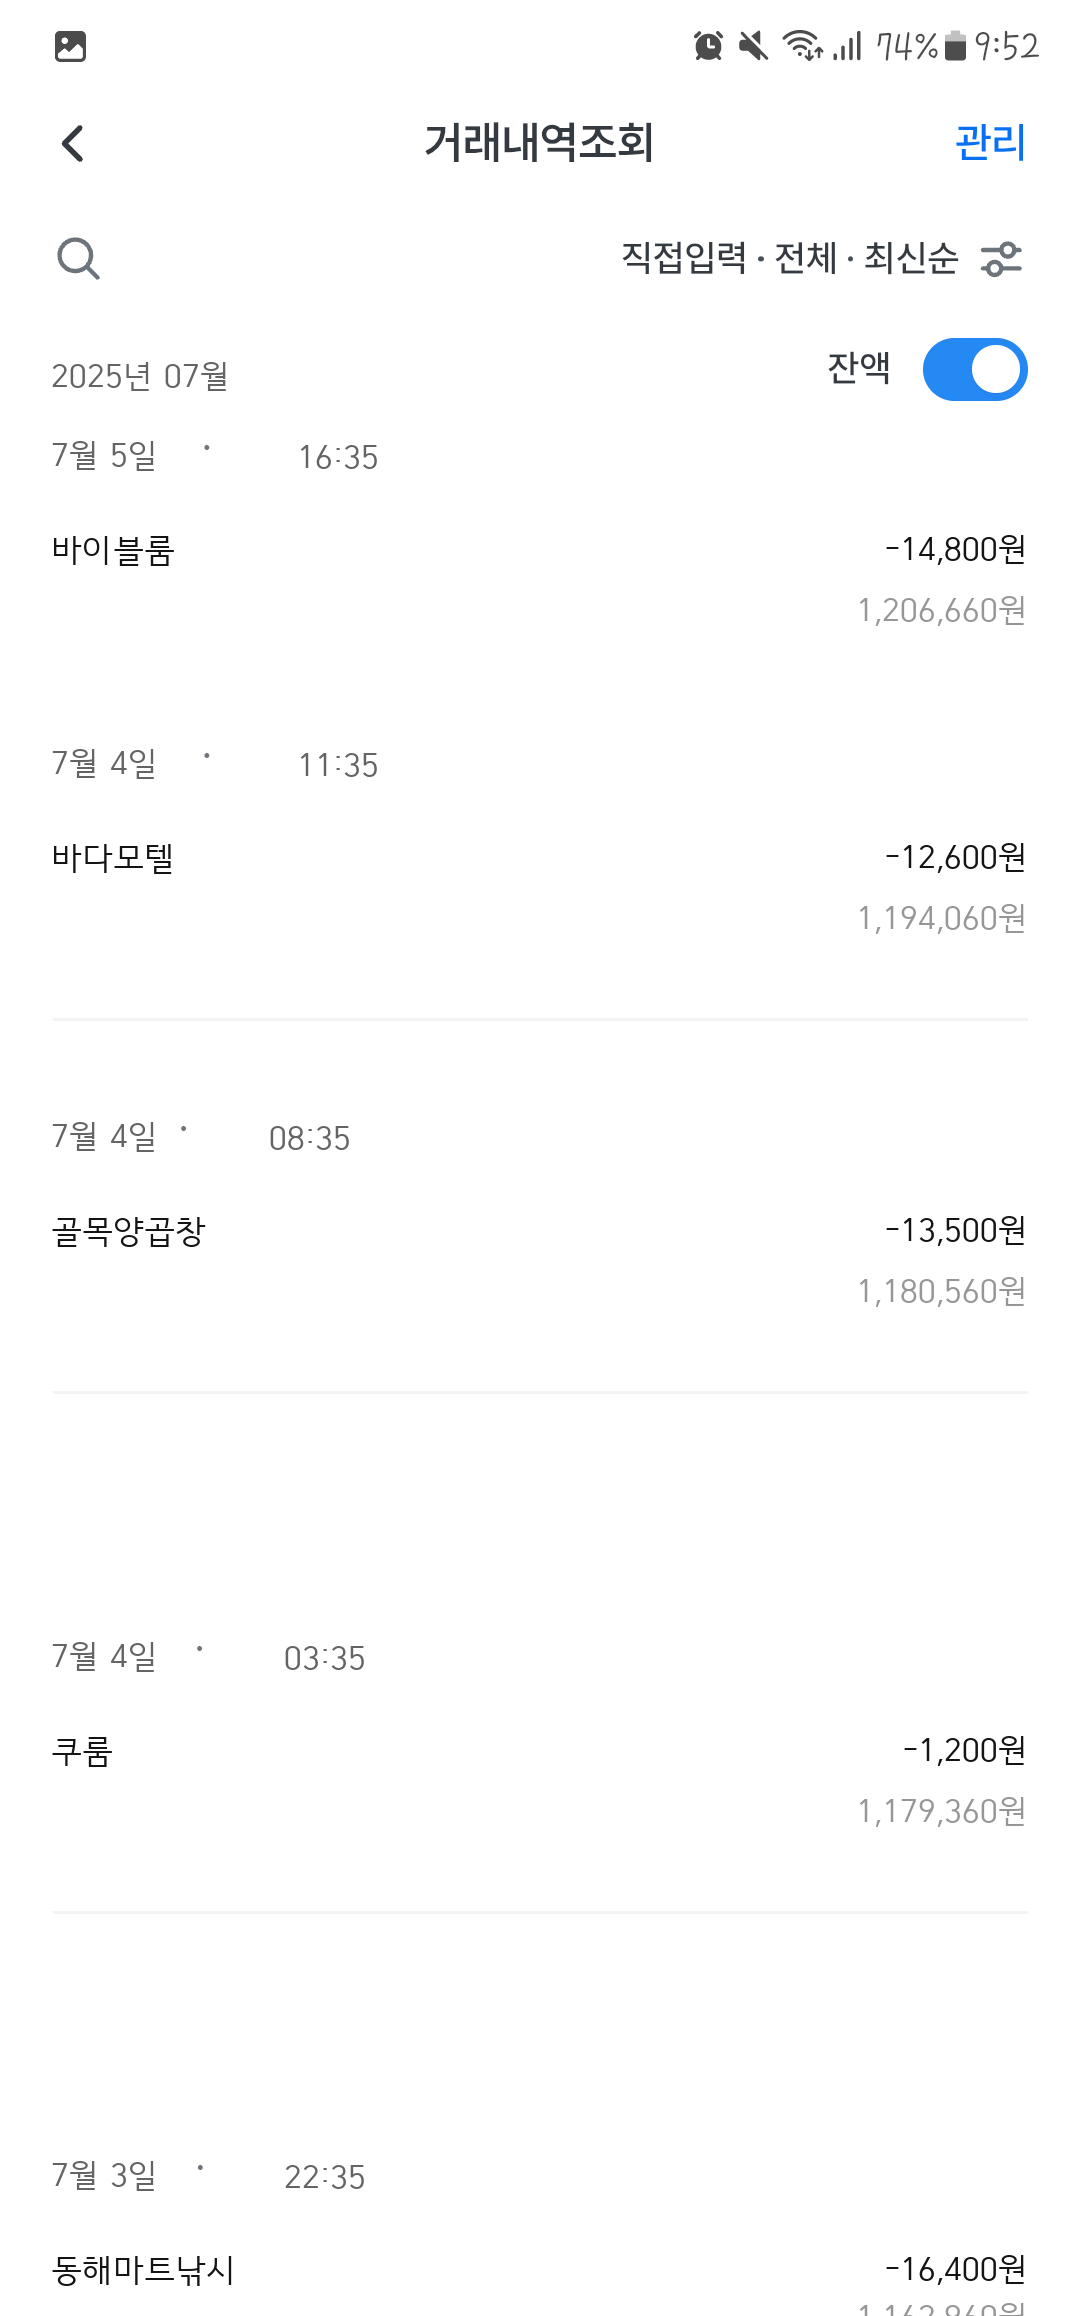 74% 9:52
거래내역조회 관리
직접입력 · 전체 · 최신순
2025년 07월 잔액
7월 5일 · 16:35
바이블룸 -14,800원
1,206,660원
7월 4일 · 11:35
바다모텔 -12,600원
1,194,060원
7월 4일 · 08:35
골목양곱창 -13,500원
1,180,560원
7월 4일 · 03:35
쿠룸 -1,200원
1,179,360원
7월 3일 · 22:35
동해마트낚시 -16,400원